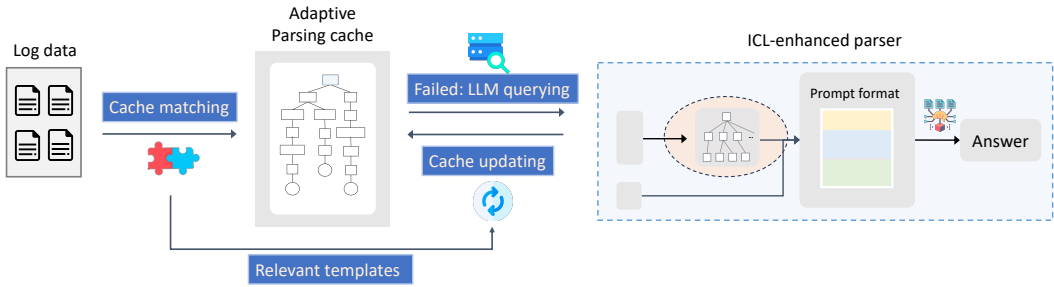 Log data
Cache matching
Adaptive
Parsing cache
Failed: LLM querying
Cache updating
Relevant templates
ICL-enhanced parser
...
Prompt format
Answer